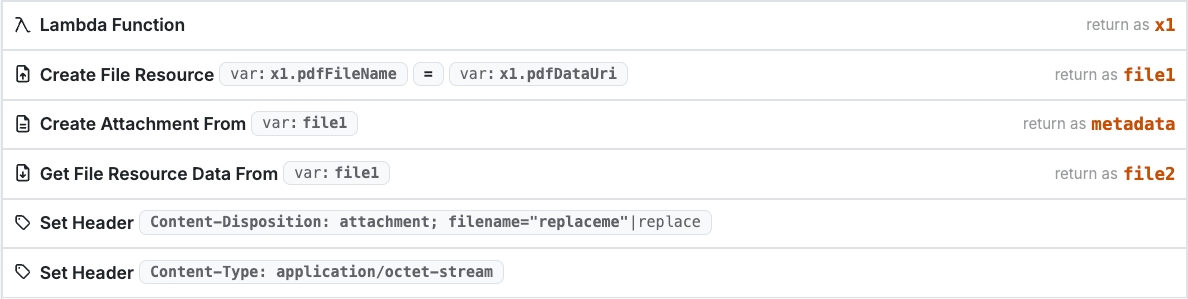 Lambda Function return as x1
Create File Resource var: x1.pdfFileName = var: x1.pdfDataUri return as file1
Create Attachment From var: file1 return as metadata
Get File Resource Data From var: file1 return as file2
Set Header Content-Disposition: attachment; filename="replaceme"|replace
Set Header Content-Type: application/octet-stream